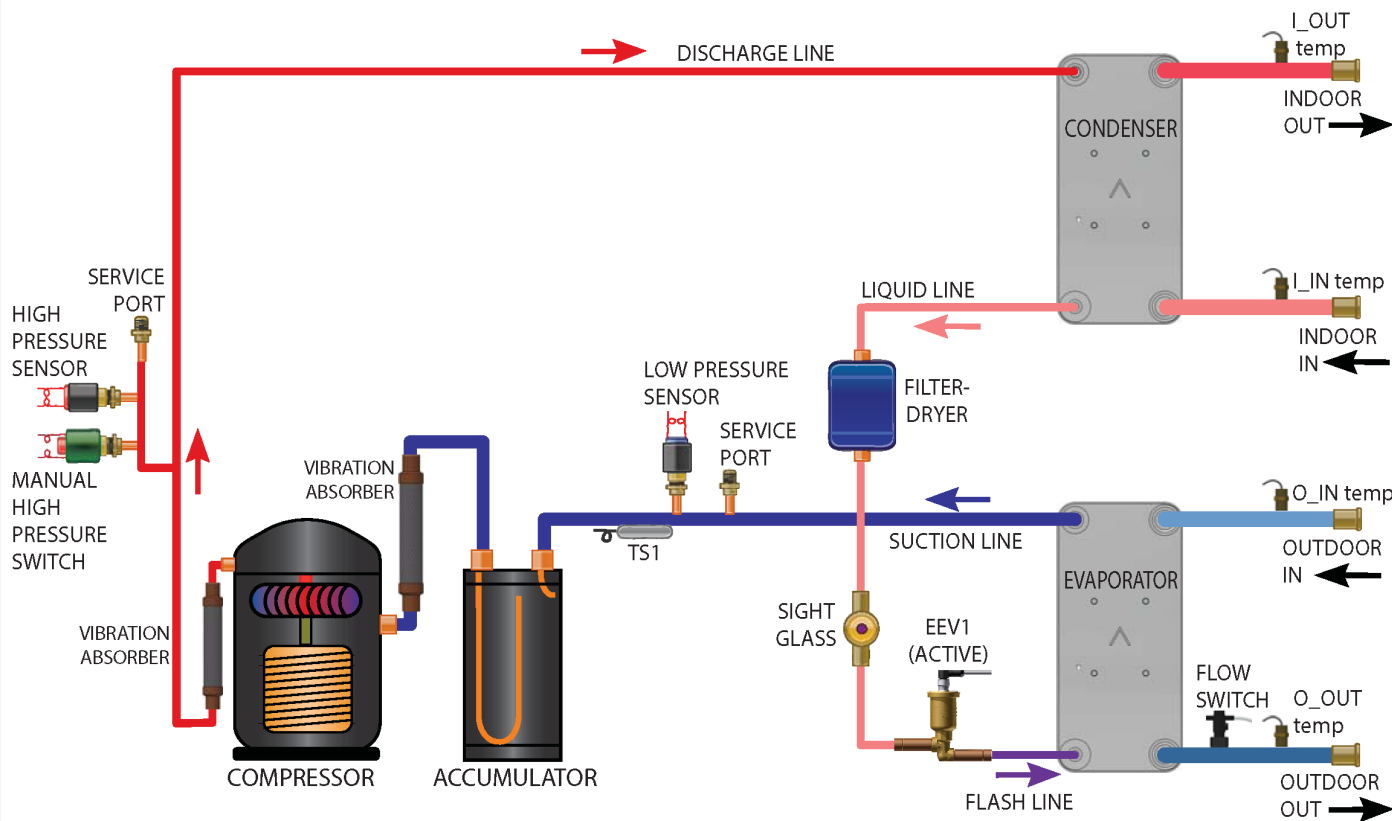 I_OUT
temp
DISCHARGE LINE
INDOOR
OUT
CONDENSER
SERVICE
PORT
HIGH
PRESSURE
SENSOR
LIQUID LINE
I_IN temp
INDOOR
IN
LOW PRESSURE
SENSOR
FILTER-
DRYER
SERVICE
PORT
VIBRATION
ABSORBER
MANUAL
HIGH
PRESSURE
SWITCH
O_IN temp
TS1
SUCTION LINE
OUTDOOR
IN
EVAPORATOR
SIGHT
GLASS
EEV1
(ACTIVE)
VIBRATION
ABSORBER
FLOW
SWITCH
O_OUT
temp
COMPRESSOR
ACCUMULATOR
FLASH LINE
OUTDOOR
OUT